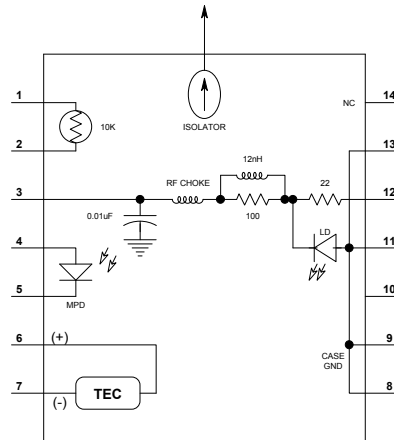 1
10K
2
ISOLATOR
NC
14
13
12nH
3
RF CHOKE
0.01uF
100
22
12
4
LD
11
5
MPD
10
6
(+)
CASE
GND
9
7
(-)
TEC
8